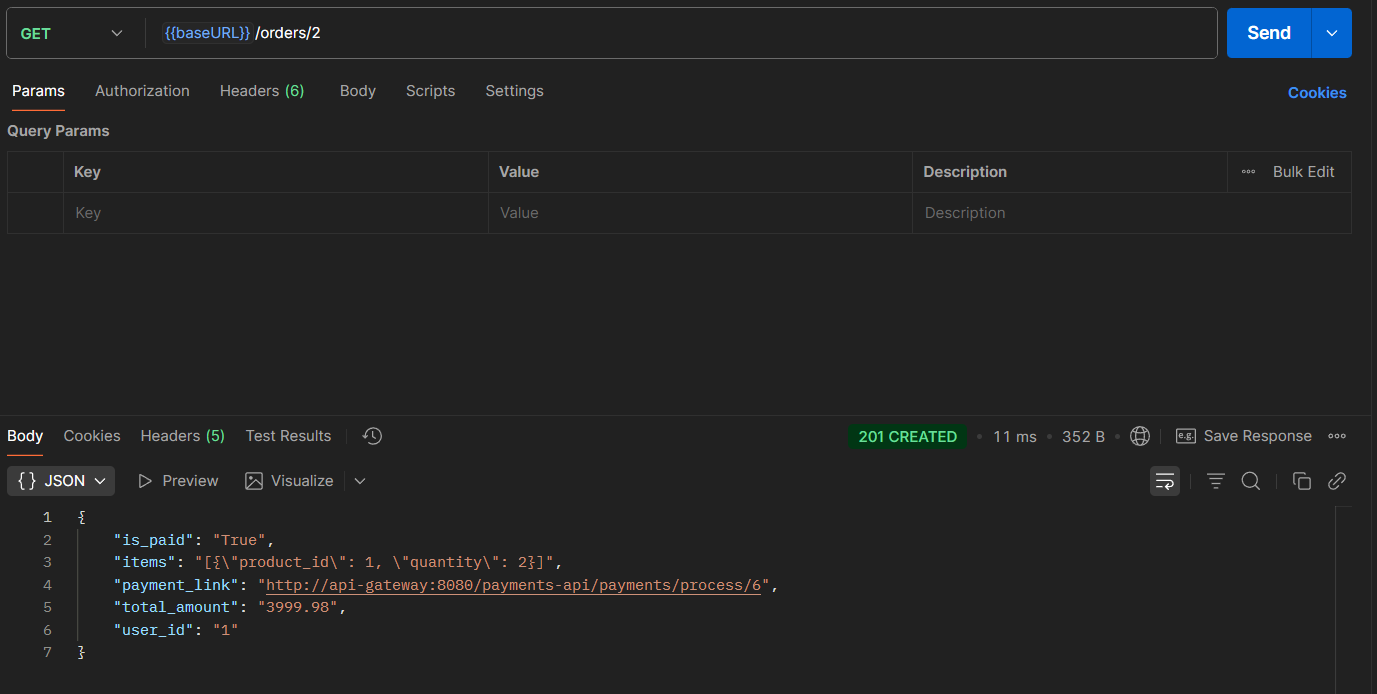 GET {{baseURL}} /orders/2 Send
Params Authorization Headers (6) Body Scripts Settings Cookies
Query Params
Key Value Description Bulk Edit
Key Value Description
Body Cookies Headers (5) Test Results 201 CREATED 11 ms 352 B e.g. Save Response
{} JSON Preview Visualize
1 {
2 "is_paid": "True",
3 "items": "[{\"product_id\": 1, \"quantity\": 2}]",
4 "payment_link": "http://api-gateway:8080/payments-api/payments/process/6",
5 "total_amount": "3999.98",
6 "user_id": "1"
7 }